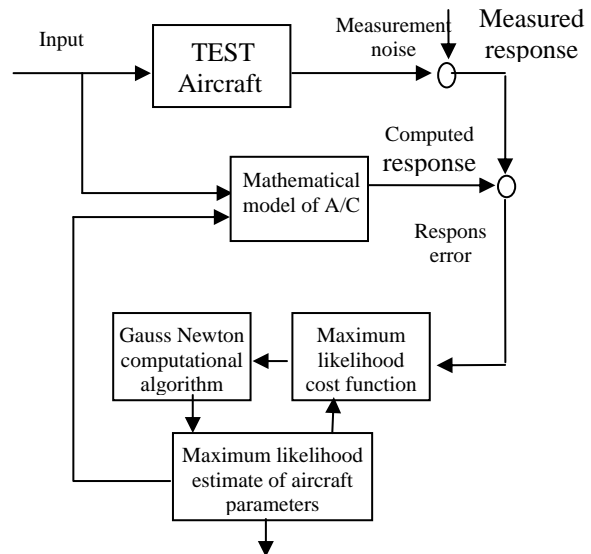 Input
TEST
Aircraft
Measurement
noise
Measured
response
Computed
response
Mathematical
model of A/C
Respons
error
Gauss Newton
computational
algorithm
Maximum
likelihood
cost function
Maximum likelihood
estimate of aircraft
parameters